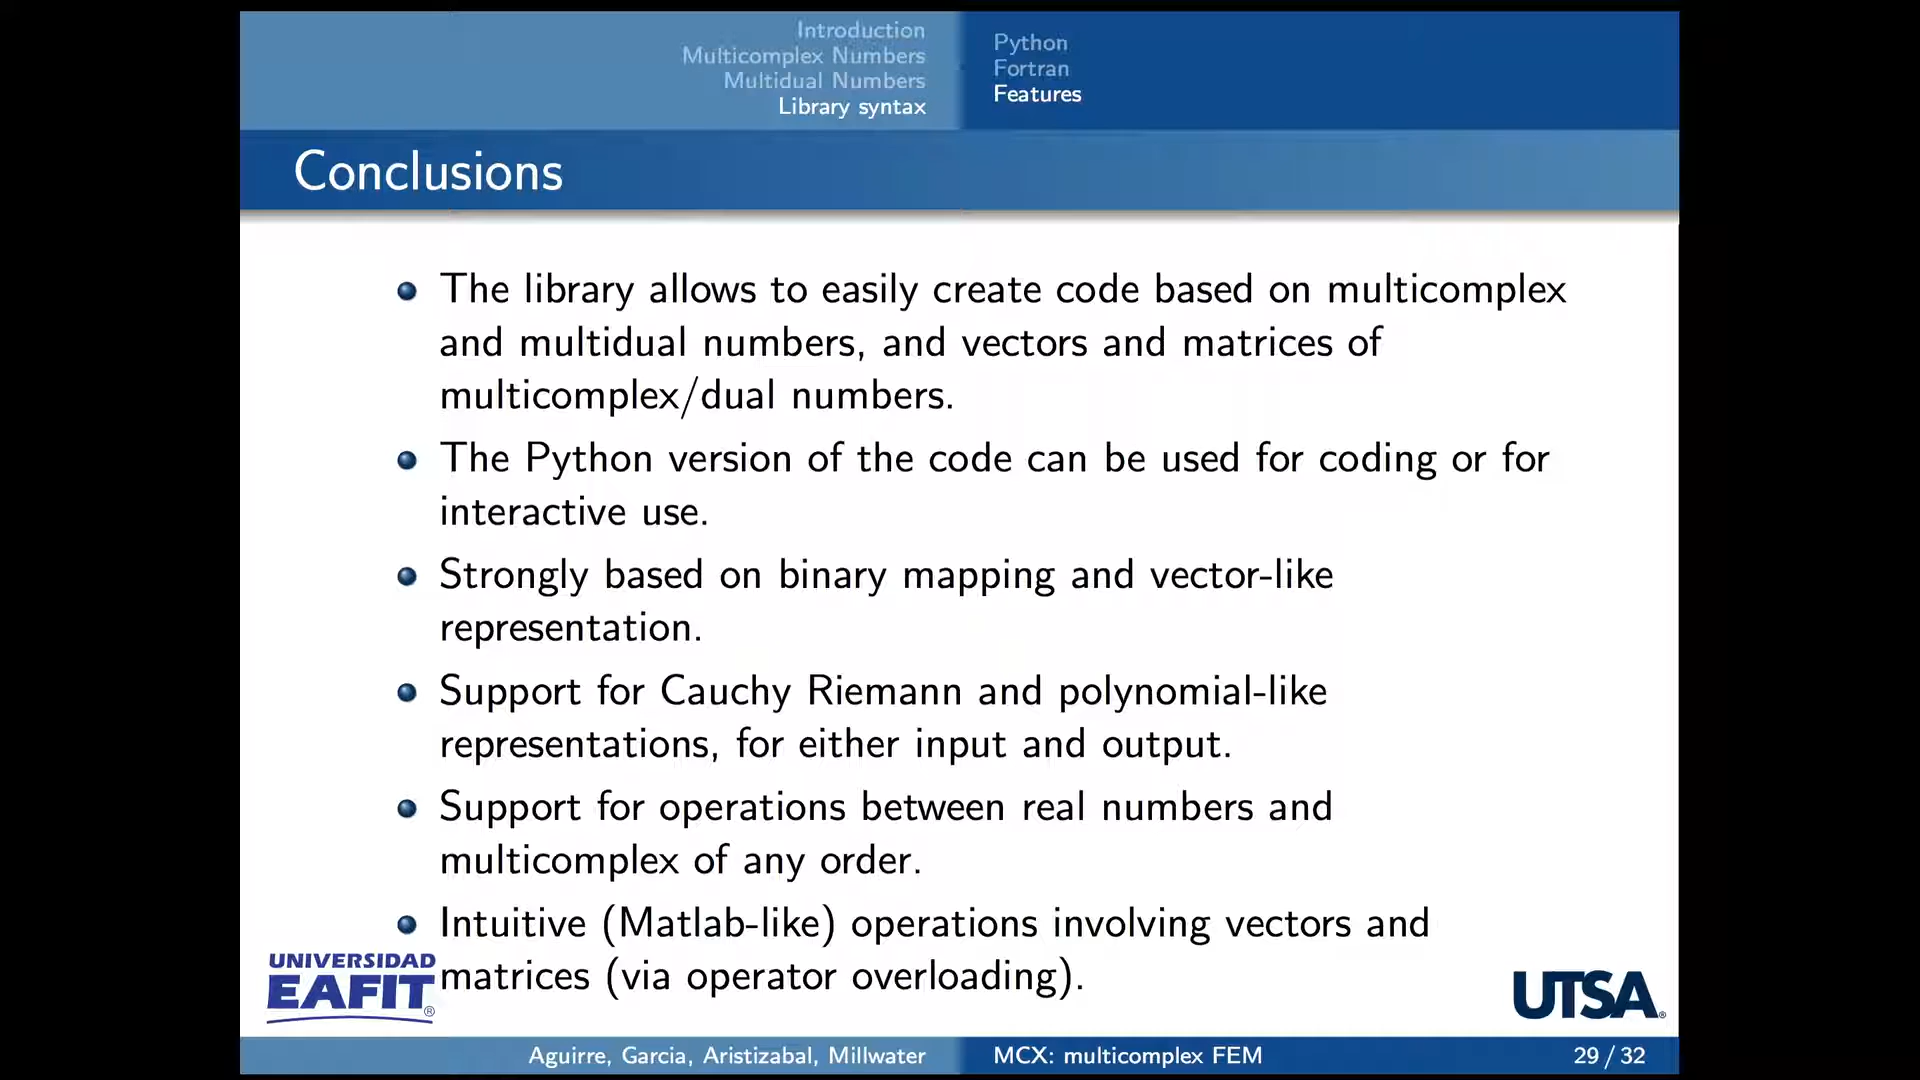 Introduction
Multicomplex Numbers
Multidual Numbers
Library syntax
Python
Fortran
Features
Conclusions
The library allows to easily create code based on multicomplex
and multidual numbers, and vectors and matrices of
multicomplex/dual numbers.
The Python version of the code can be used for coding or for
interactive use.
Strongly based on binary mapping and vector-like
representation.
Support for Cauchy Riemann and polynomial-like
representations, for either input and output.
Support for operations between real numbers and
multicomplex of any order.
Intuitive (Matlab-like) operations involving vectors and
matrices (via operator overloading).
UNIVERSIDAD
EAFIT®
UTSA®
Aguirre, Garcia, Aristizabal, Millwater
MCX: multicomplex FEM
29 / 32